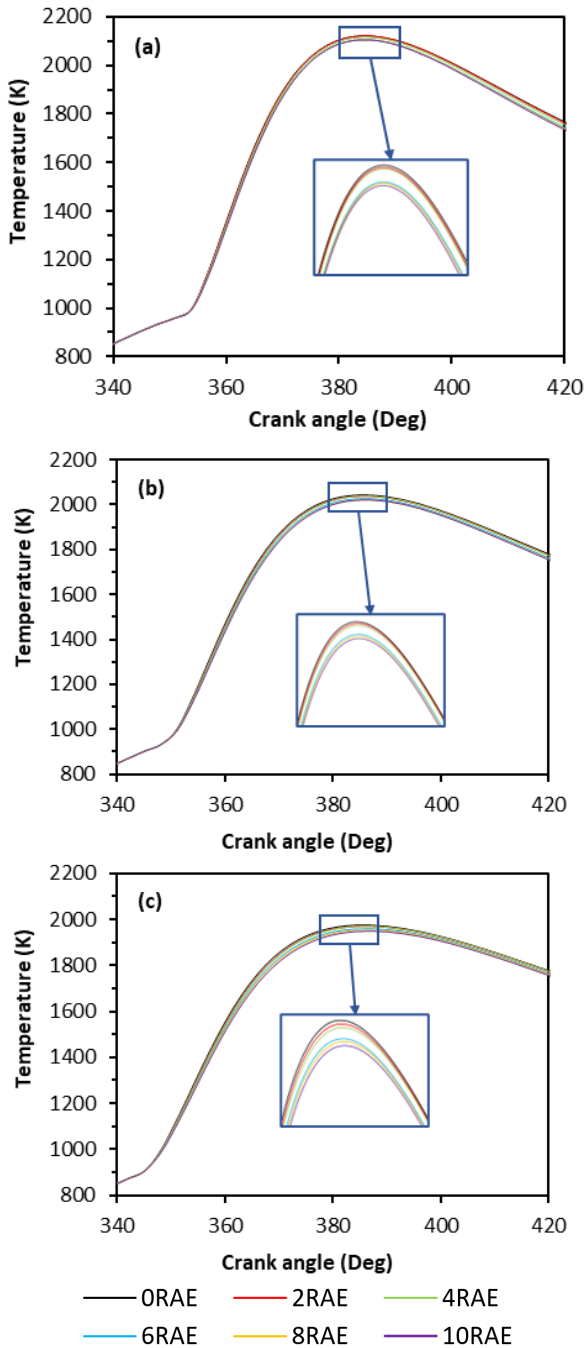 2200
(a)
2000
1800
1600
1400
1200
1000
800
Temperature (K)
340 360 380 400 420
Crank angle (Deg)
2200
(b)
2000
1800
1600
1400
1200
1000
800
Temperature (K)
340 360 380 400 420
Crank angle (Deg)
2200
(c)
2000
1800
1600
1400
1200
1000
800
Temperature (K)
340 360 380 400 420
Crank angle (Deg)
0RAE 2RAE 4RAE
6RAE 8RAE 10RAE